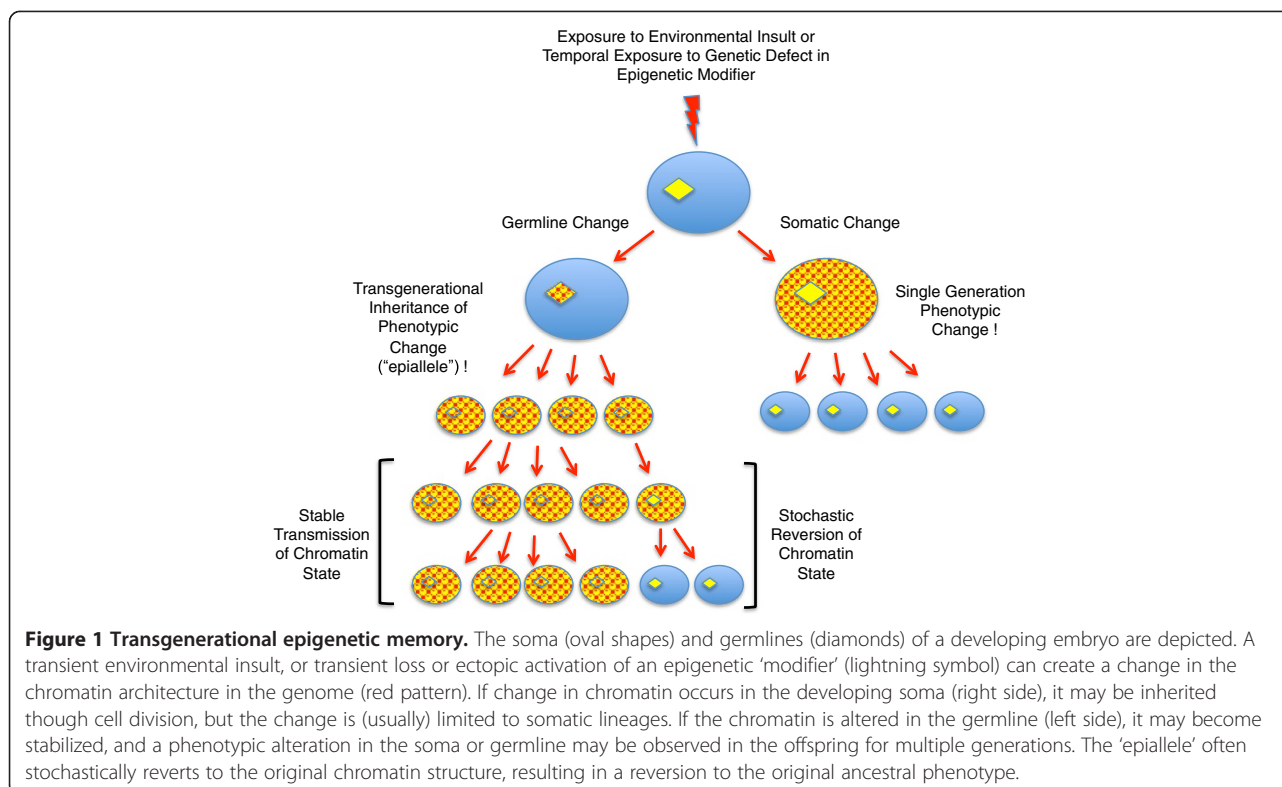 Exposure to Environmental Insult or
Temporal Exposure to Genetic Defect in
Epigenetic Modifier
Germline Change
Somatic Change
Transgenerational
Inheritance of
Phenotypic
Change
(“epiallele”) !
Single Generation
Phenotypic
Change !
Stable
Transmission
of Chromatin
State
Stochastic
Reversion of
Chromatin
State
Figure 1 Transgenerational epigenetic memory. The soma (oval shapes) and germlines (diamonds) of a developing embryo are depicted. A
transient environmental insult, or transient loss or ectopic activation of an epigenetic ‘modifier’ (lightning symbol) can create a change in the
chromatin architecture in the genome (red pattern). If change in chromatin occurs in the developing soma (right side), it may be inherited
though cell division, but the change is (usually) limited to somatic lineages. If the chromatin is altered in the germline (left side), it may become
stabilized, and a phenotypic alteration in the soma or germline may be observed in the offspring for multiple generations. The ‘epiallele’ often
stochastically reverts to the original chromatin structure, resulting in a reversion to the original ancestral phenotype.